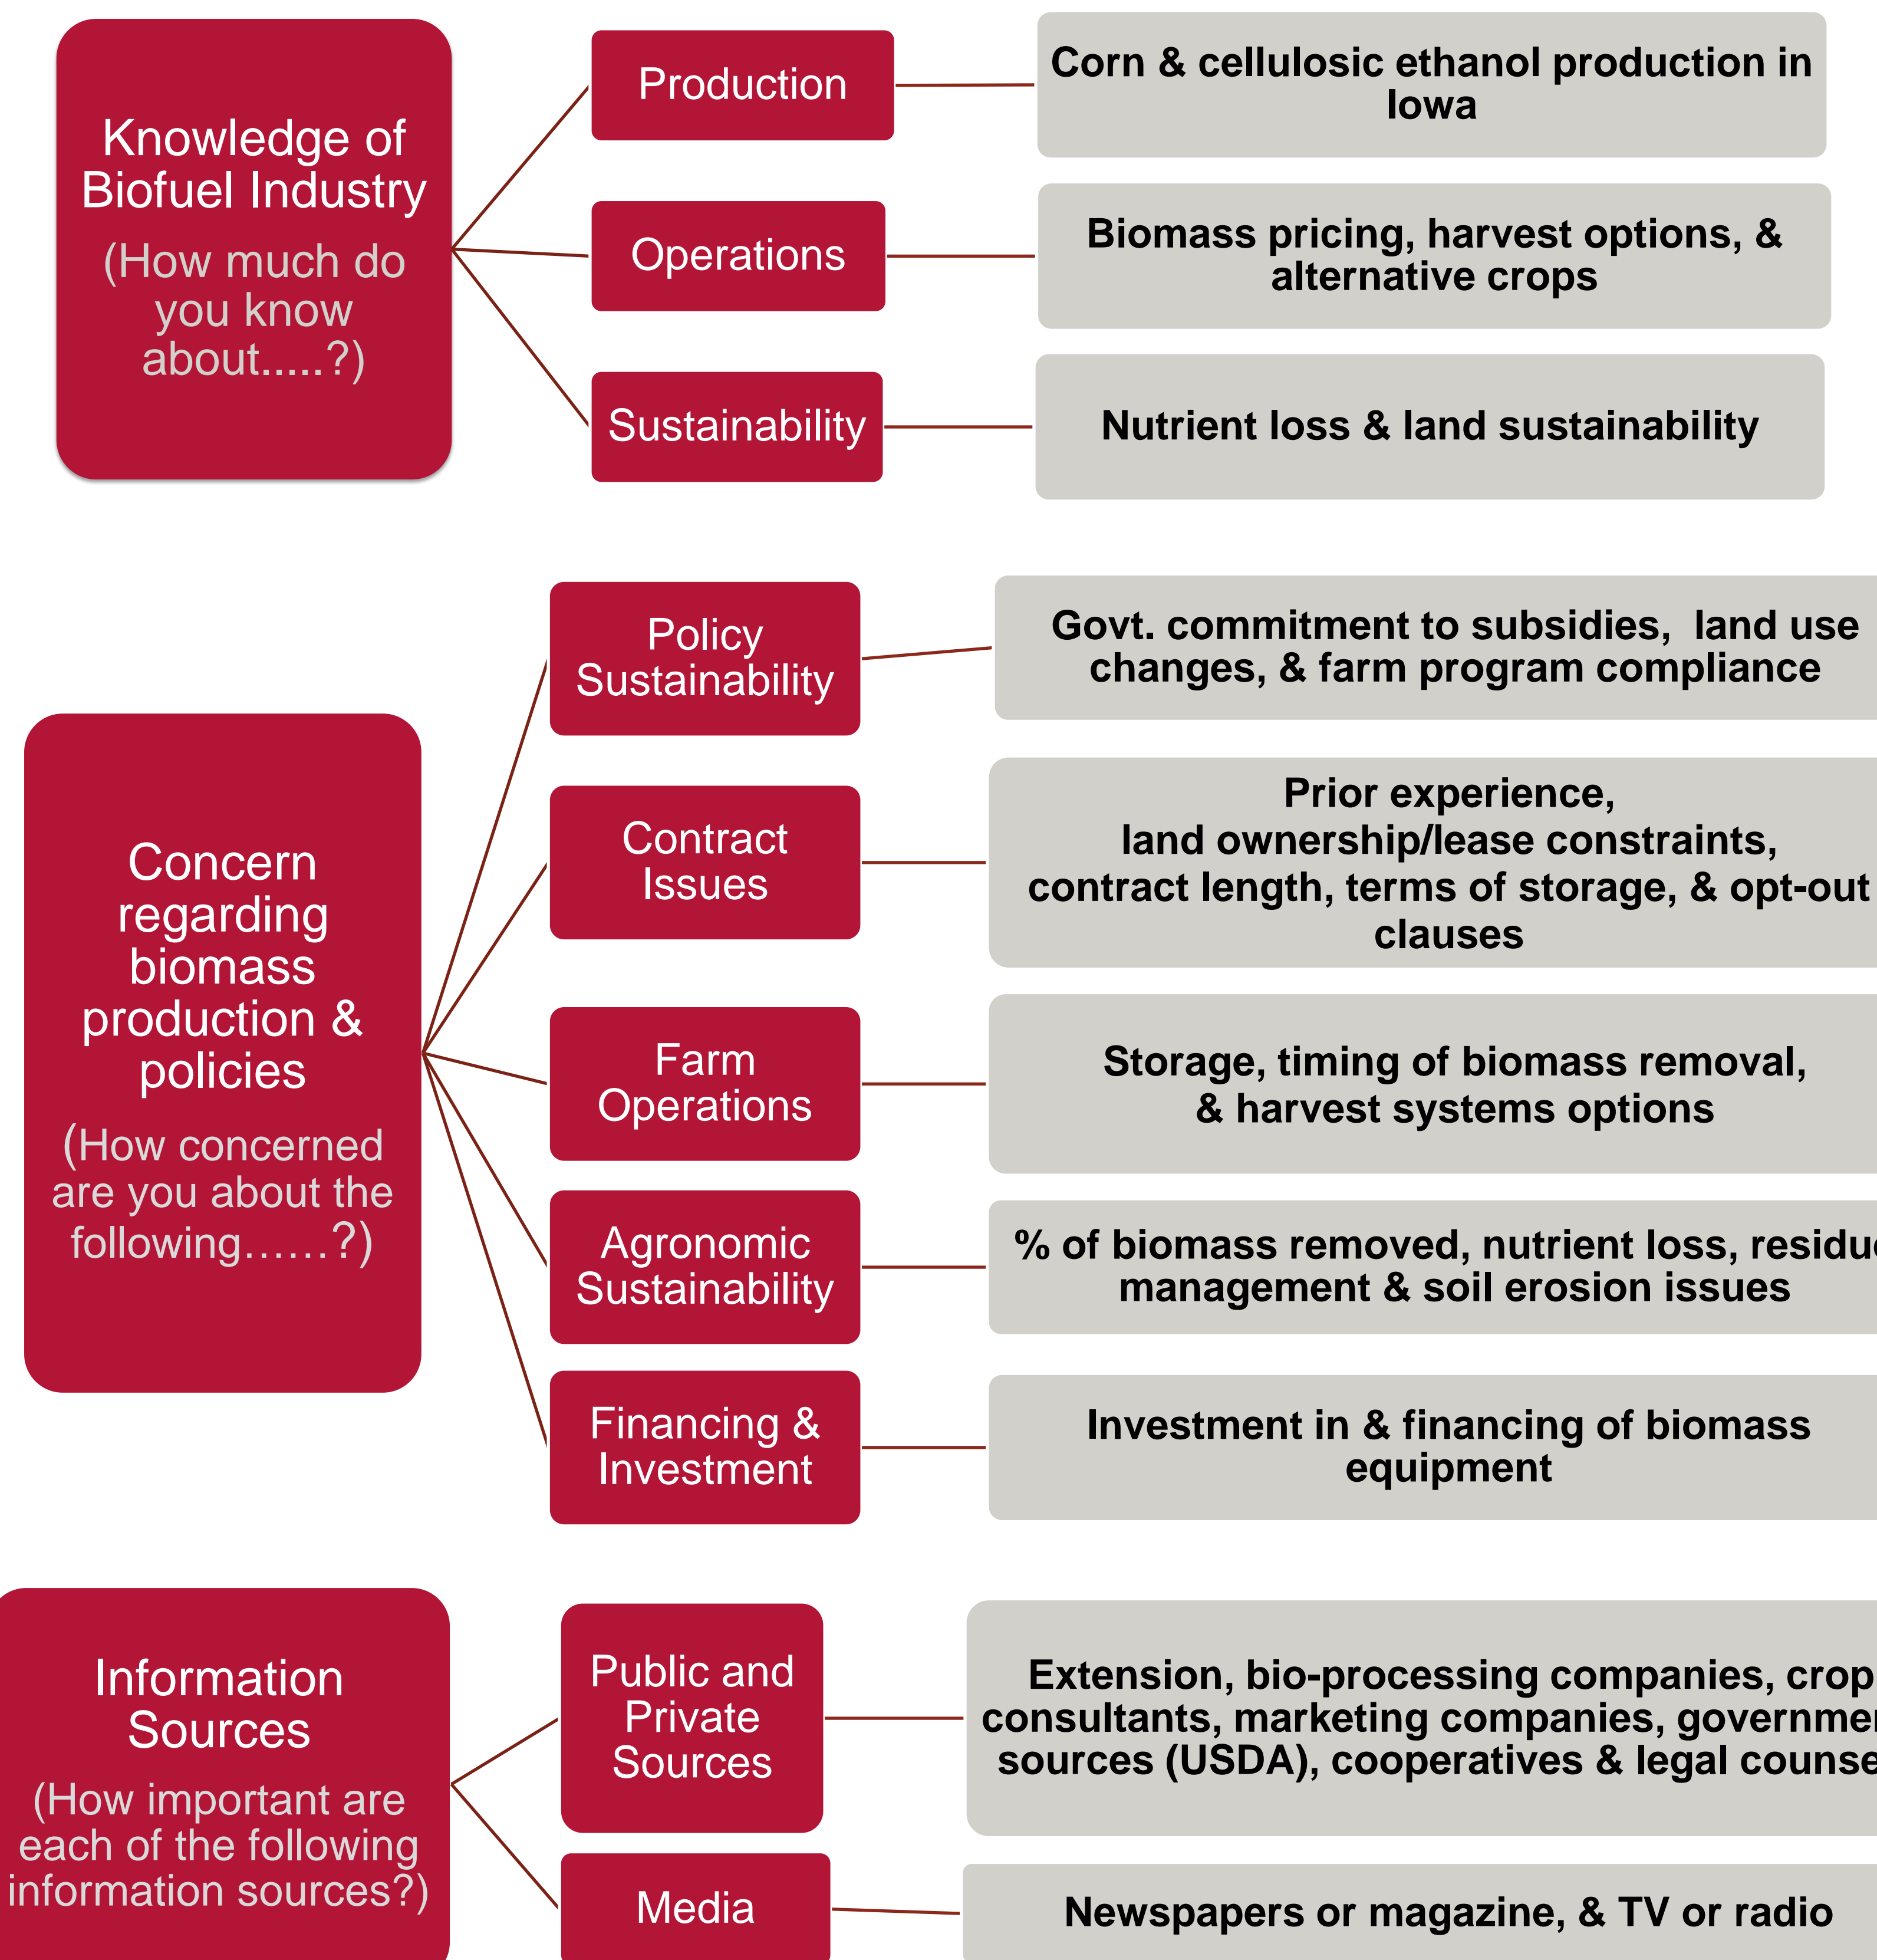 Knowledge of
Biofuel Industry
(How much do
you know
about.....?)
Production
Corn & cellulosic ethanol production in
Iowa
Operations
Biomass pricing, harvest options, &
alternative crops
Sustainability
Nutrient loss & land sustainability
Concern
regarding
biomass
production &
policies
(How concerned
are you about the
following……?)
Policy
Sustainability
Govt. commitment to subsidies,  land use
changes, & farm program compliance
Contract
Issues
Prior experience,
land ownership/lease constraints,
contract length, terms of storage, & opt-out
clauses
Farm
Operations
Storage, timing of biomass removal,
& harvest systems options
Agronomic
Sustainability
% of biomass removed, nutrient loss,
management & soil erosion issues
Financing &
Investment
Investment in & financing of biomass
equipment
Information
Sources
(How important are
each of the following
information sources?)
Public and
Private
Sources
Extension, bio-processing companies, crop
consultants, marketing companies,
sources (USDA), cooperatives & legal
Media
Newspapers or magazine, & TV or radio